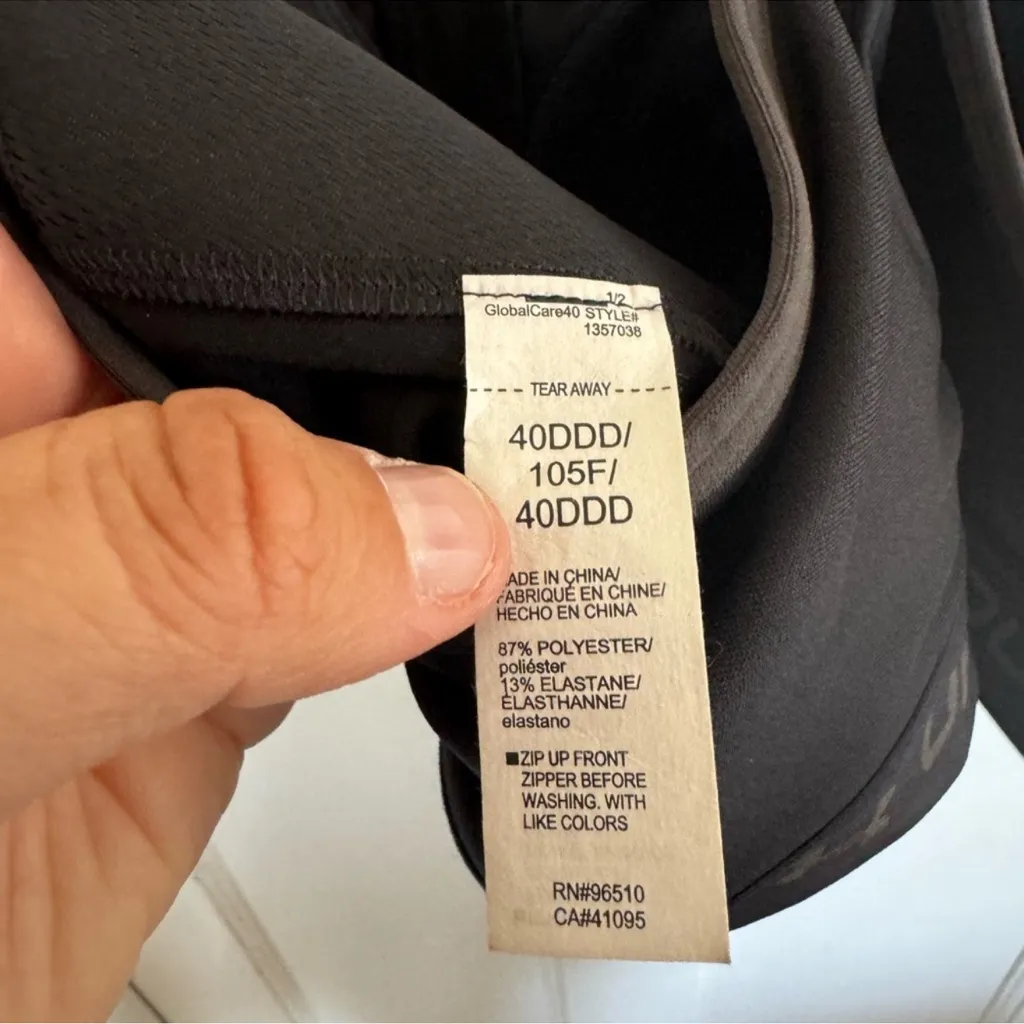 1/2
GlobalCare40 STYLE#
1357038
TEAR AWAY
40DDD/
105F/
40DDD
ADE IN CHINA/
FABRIQUÉ EN CHINE/
HECHO EN CHINA
87% POLYESTER/
poliéster
13% ELASTANE/
ÉLASTHANNE/
elastano
ZIP UP FRONT
ZIPPER BEFORE
WASHING. WITH
LIKE COLORS
RN#96510
CA#41095